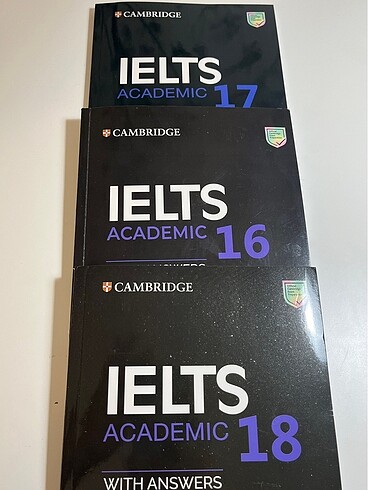 CAMBRIDGE
IELTS
ACADEMIC 17
CAMBRIDGE
IELTS
ACADEMIC 16
CAMBRIDGE
IELTS
ACADEMIC 18
WITH ANSWERS